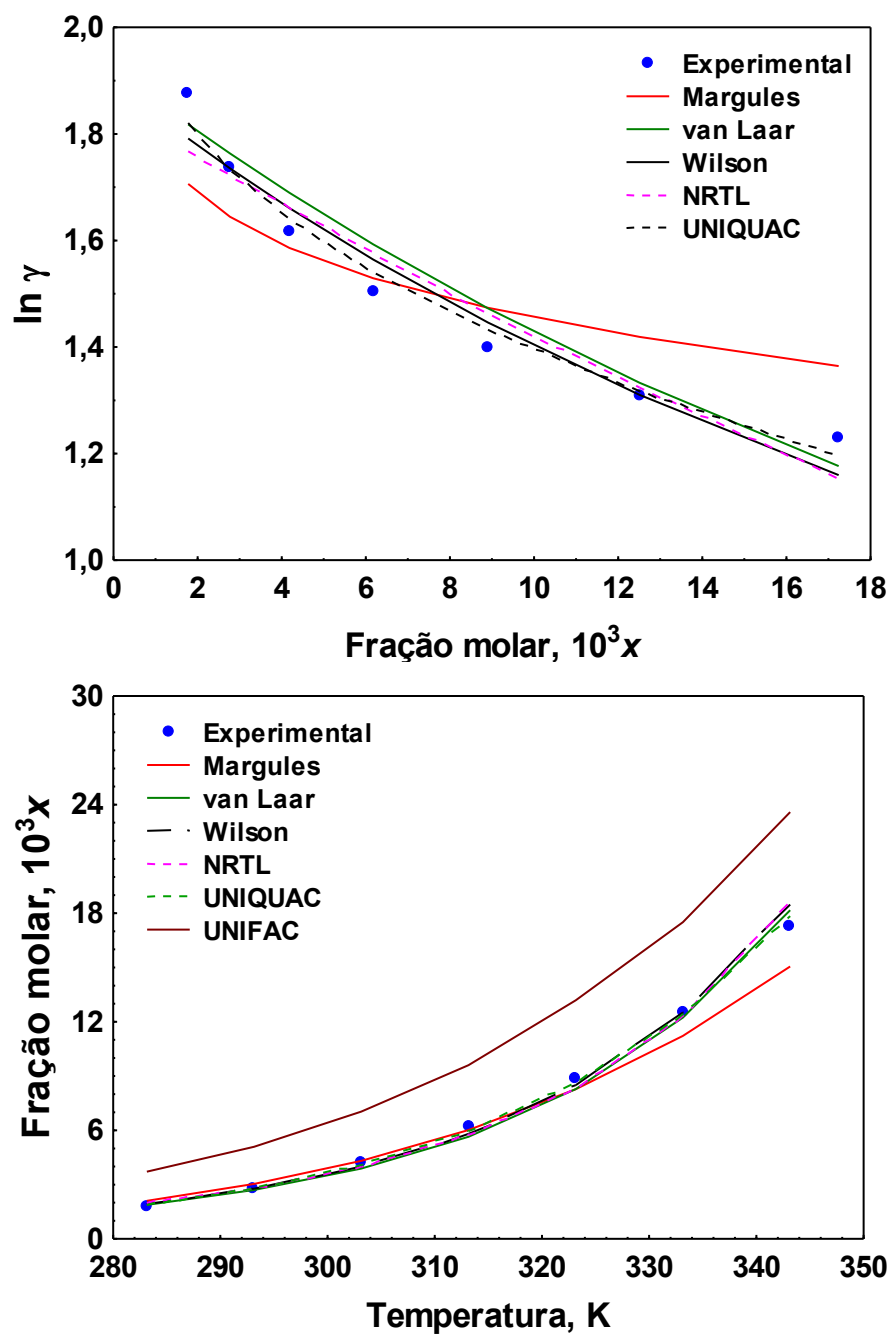 2,0
1,8
1,6
1,4
1,2
1,0
ln γ
Experimental
Margules
van Laar
Wilson
NRTL
UNIQUAC
0 2 4 6 8 10 12 14 16 18
Fração molar, 10³x
30
24
18
12
6
0
Fração molar, 10³x
Experimental
Margules
van Laar
Wilson
NRTL
UNIQUAC
UNIFAC
280 290 300 310 320 330 340 350
Temperatura, K